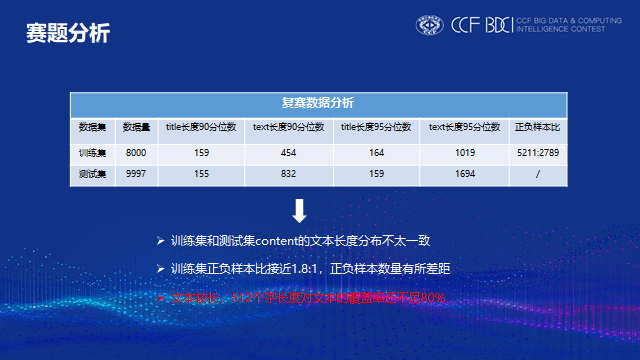 赛题分析
CCF BDCI
CCF BIG DATA & COMPUTING
INTELLIGENCE CONTEST
复赛数据分析
数据集 数据量 title长度90分位数 text长度90分位数 title长度95分位数 text长度95分位数 正负样本比
训练集 8000 159 454 164 1019 5211:2789
测试集 9997 155 832 159 1694 /
训练集和测试集content的文本长度分布不太一致
训练集正负样本比接近1.8:1，正负样本数量有所差距
文本较长，512个字长度对文本的覆盖率还不足80%